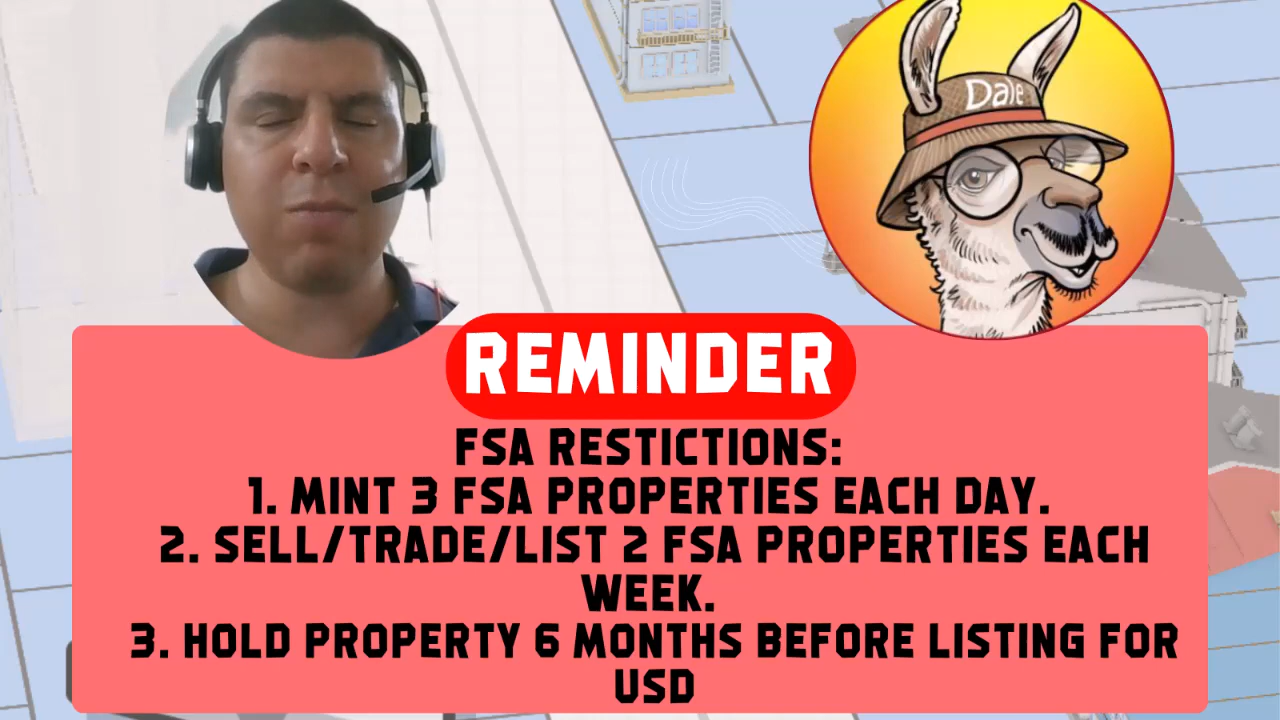 Dale
REMINDER
FSA RESTICTIONS:
1. MINT 3 FSA PROPERTIES EACH DAY.
2. SELL/TRADE/LIST 2 FSA PROPERTIES EACH
WEEK.
3. HOLD PROPERTY 6 MONTHS BEFORE LISTING FOR
USD